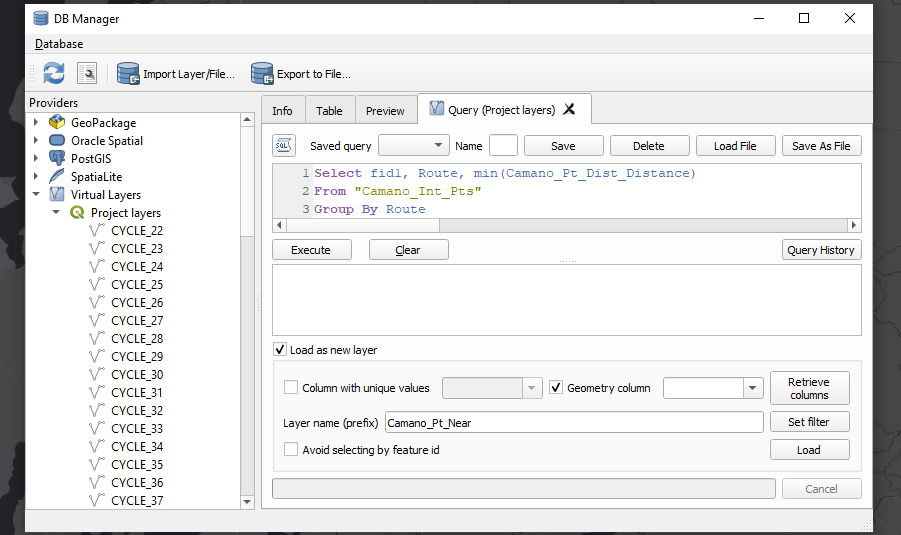 DB Manager
Database
Import Layer/File...
Export to File...
Providers
GeoPackage
Oracle Spatial
PostGIS
SpatiaLite
Virtual Layers
Project layers
CYCLE_22
CYCLE_23
CYCLE_24
CYCLE_25
CYCLE_26
CYCLE_27
CYCLE_28
CYCLE_29
CYCLE_30
CYCLE_31
CYCLE_32
CYCLE_33
CYCLE_34
CYCLE_35
CYCLE_36
CYCLE_37
Info Table Preview Query (Project layers)
SQL Saved query Name Save Delete Load File Save As File
1 Select fid1, Route, min(Camano_Pt_Dist_Distance)
2 From "Camano_Int_Pts"
3 Group By Route
Execute Clear Query History
Load as new layer
Column with unique values Geometry column Retrieve
columns
Layer name (prefix) Camano_Pt_Near Set filter
Avoid selecting by feature id Load
Cancel